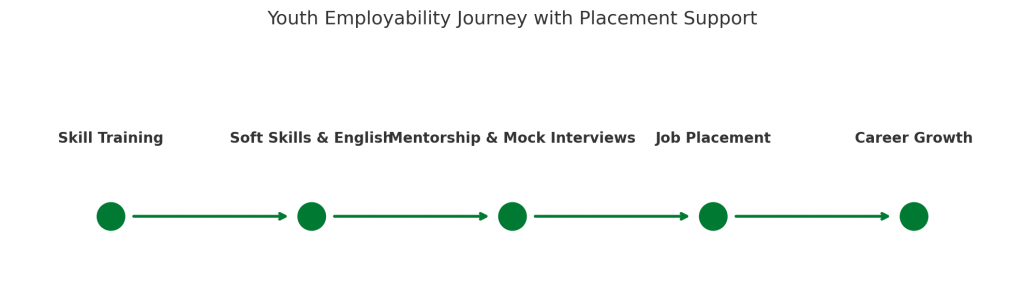 Youth Employability Journey with Placement Support
Skill Training
Soft Skills & English
Mentorship & Mock Interviews
Job Placement
Career Growth